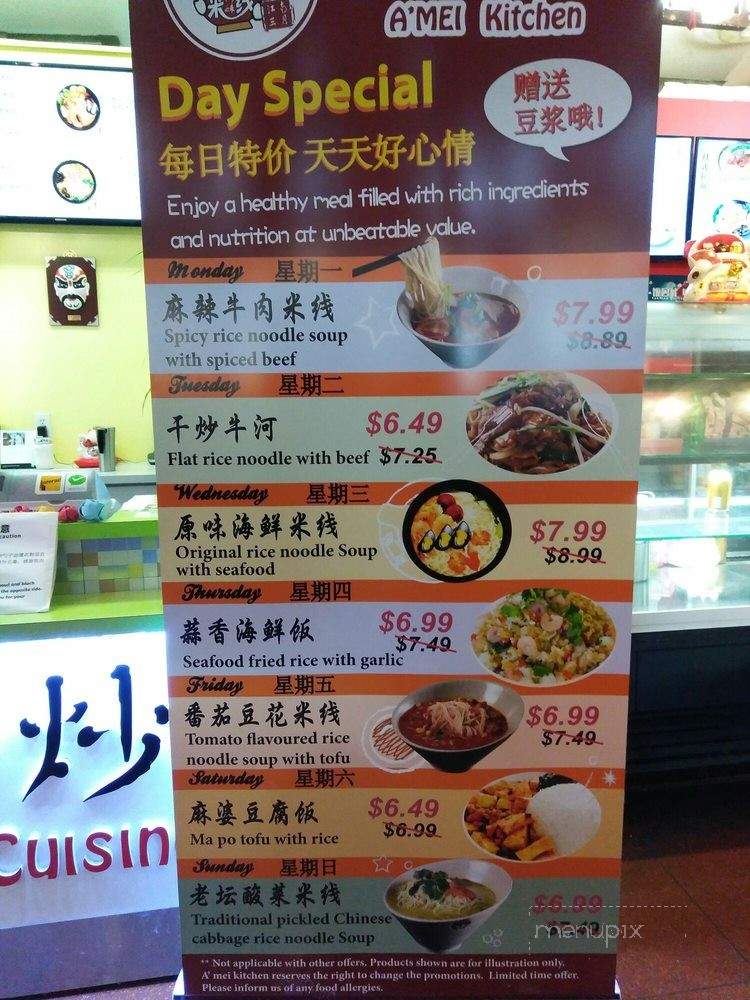 米线
A'MEI Kitchen
Day Special
赠送
豆浆哦!
每日特价 天天好心情
Enjoy a healthy meal filled with rich ingredients
and nutrition at unbeatable value.
Monday 星期一
麻辣牛肉米线
Spicy rice noodle soup
with spiced beef
$7.99
$8.89
Tuesday 星期二
干炒牛河
Flat rice noodle with beef
$6.49
$7.25
Wednesday 星期三
原味海鲜米线
Original rice noodle Soup
with seafood
$7.99
$8.99
Thursday 星期四
蒜香海鲜饭
Seafood fried rice with garlic
$6.99
$7.49
Friday 星期五
番茄豆花米线
Tomato flavoured rice
noodle soup with tofu
$6.99
$7.49
Saturday 星期六
麻婆豆腐饭
Ma po tofu with rice
$6.49
$6.99
Sunday 星期日
老坛酸菜米线
Traditional pickled Chinese
cabbage rice noodle Soup
$6.99
menupix
** Not applicable with other offers. Products shown are for illustration only.
A' mei kitchen reserves the right to change the promotions. Limited time offer.
Please inform us of any food allergies.
炒
Cuisin